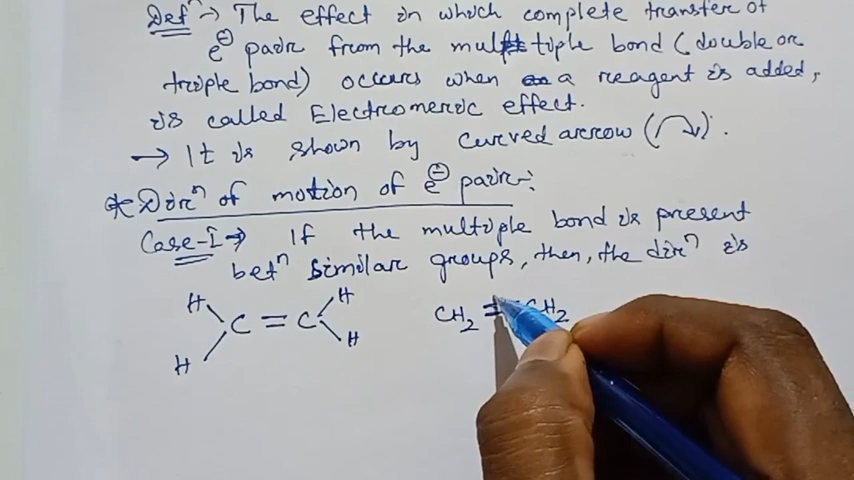 Defⁿ → The effect in which complete transfer of
e⊖ pair from the multiple bond (double or
triple bond) occurs when a reagent is added,
is called Electromeric effect.
→ It is shown by curved arrow ( ).
* Dirⁿ of motion of e⊖ pair:
Case-I → If the multiple bond is present
betⁿ similar groups, then, the dirⁿ is
H H
C = C CH₂ = CH₂
H H